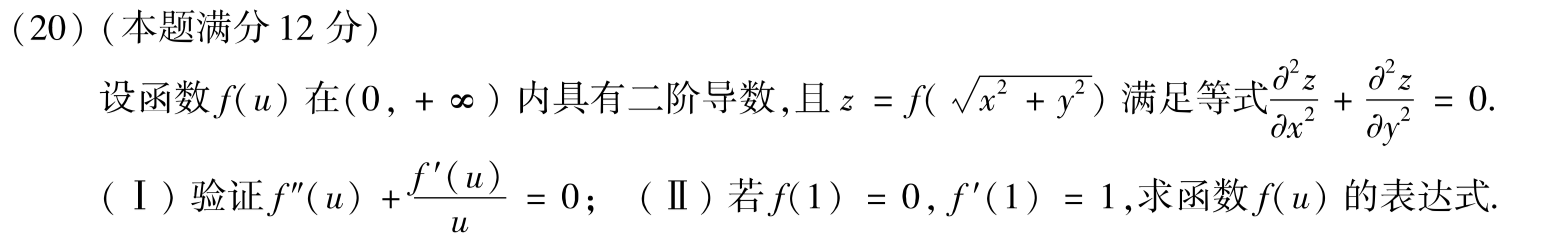 (20) (本题满分 12 分)
设函数 f(u) 在(0, + ∞ ) 内具有二阶导数,且 z = f( √(x² + y²) ) 满足等式 ∂²z/∂x² + ∂²z/∂y² = 0.
( Ⅰ ) 验证 f″(u) + f′(u)/u = 0; ( Ⅱ ) 若 f(1) = 0, f′(1) = 1,求函数 f(u) 的表达式.